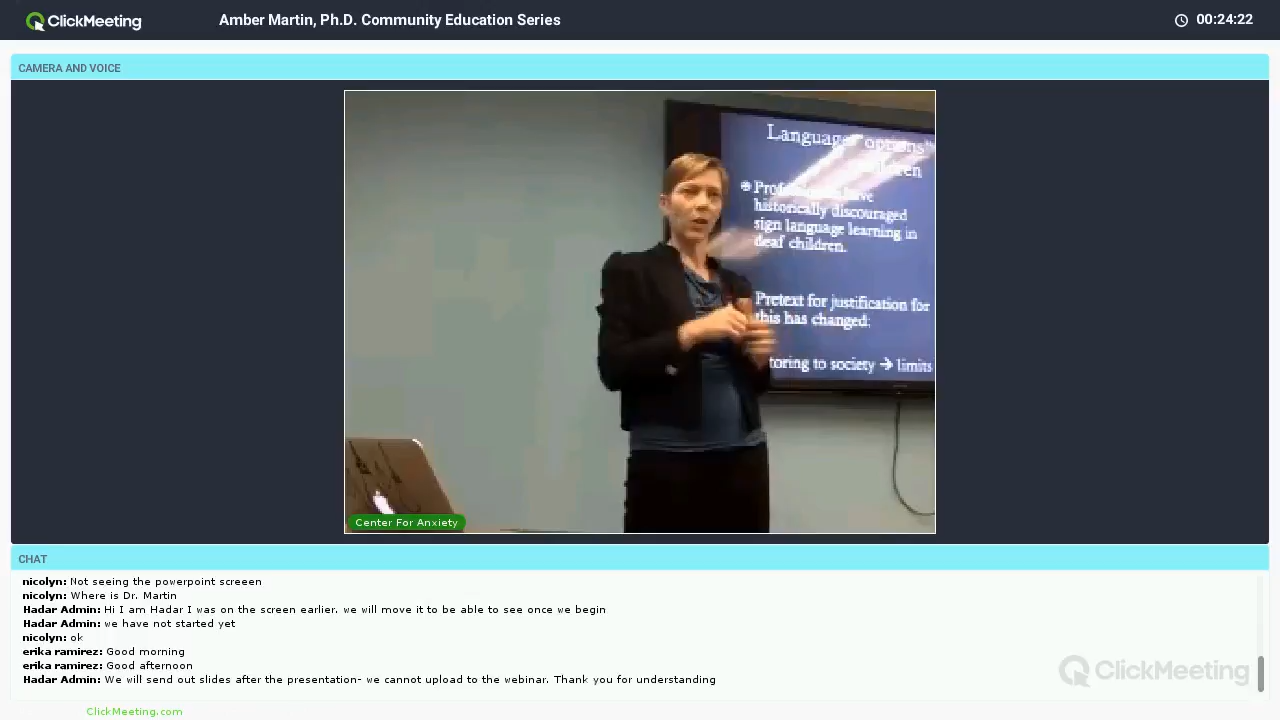 ClickMeeting
Amber Martin, Ph.D. Community Education Series
00:24:22
CAMERA AND VOICE
Language "options"
have
historically discouraged
sign language learning in
deaf children.
Pretext for justification for
this has changed:
to society → limits
Center For Anxiety
CHAT
nicolyn: Not seeing the powerpoint screeen
nicolyn: Where is Dr. Martin
Hadar Admin: Hi I am Hadar I was on the screen earlier. we will move it to be able to see once we begin
Hadar Admin: we have not started yet
nicolyn: ok
erika ramirez: Good morning
erika ramirez: Good afternoon
Hadar Admin: We will send out slides after the presentation- we cannot upload to the webinar. Thank you for understanding
ClickMeeting
ClickMeeting.com